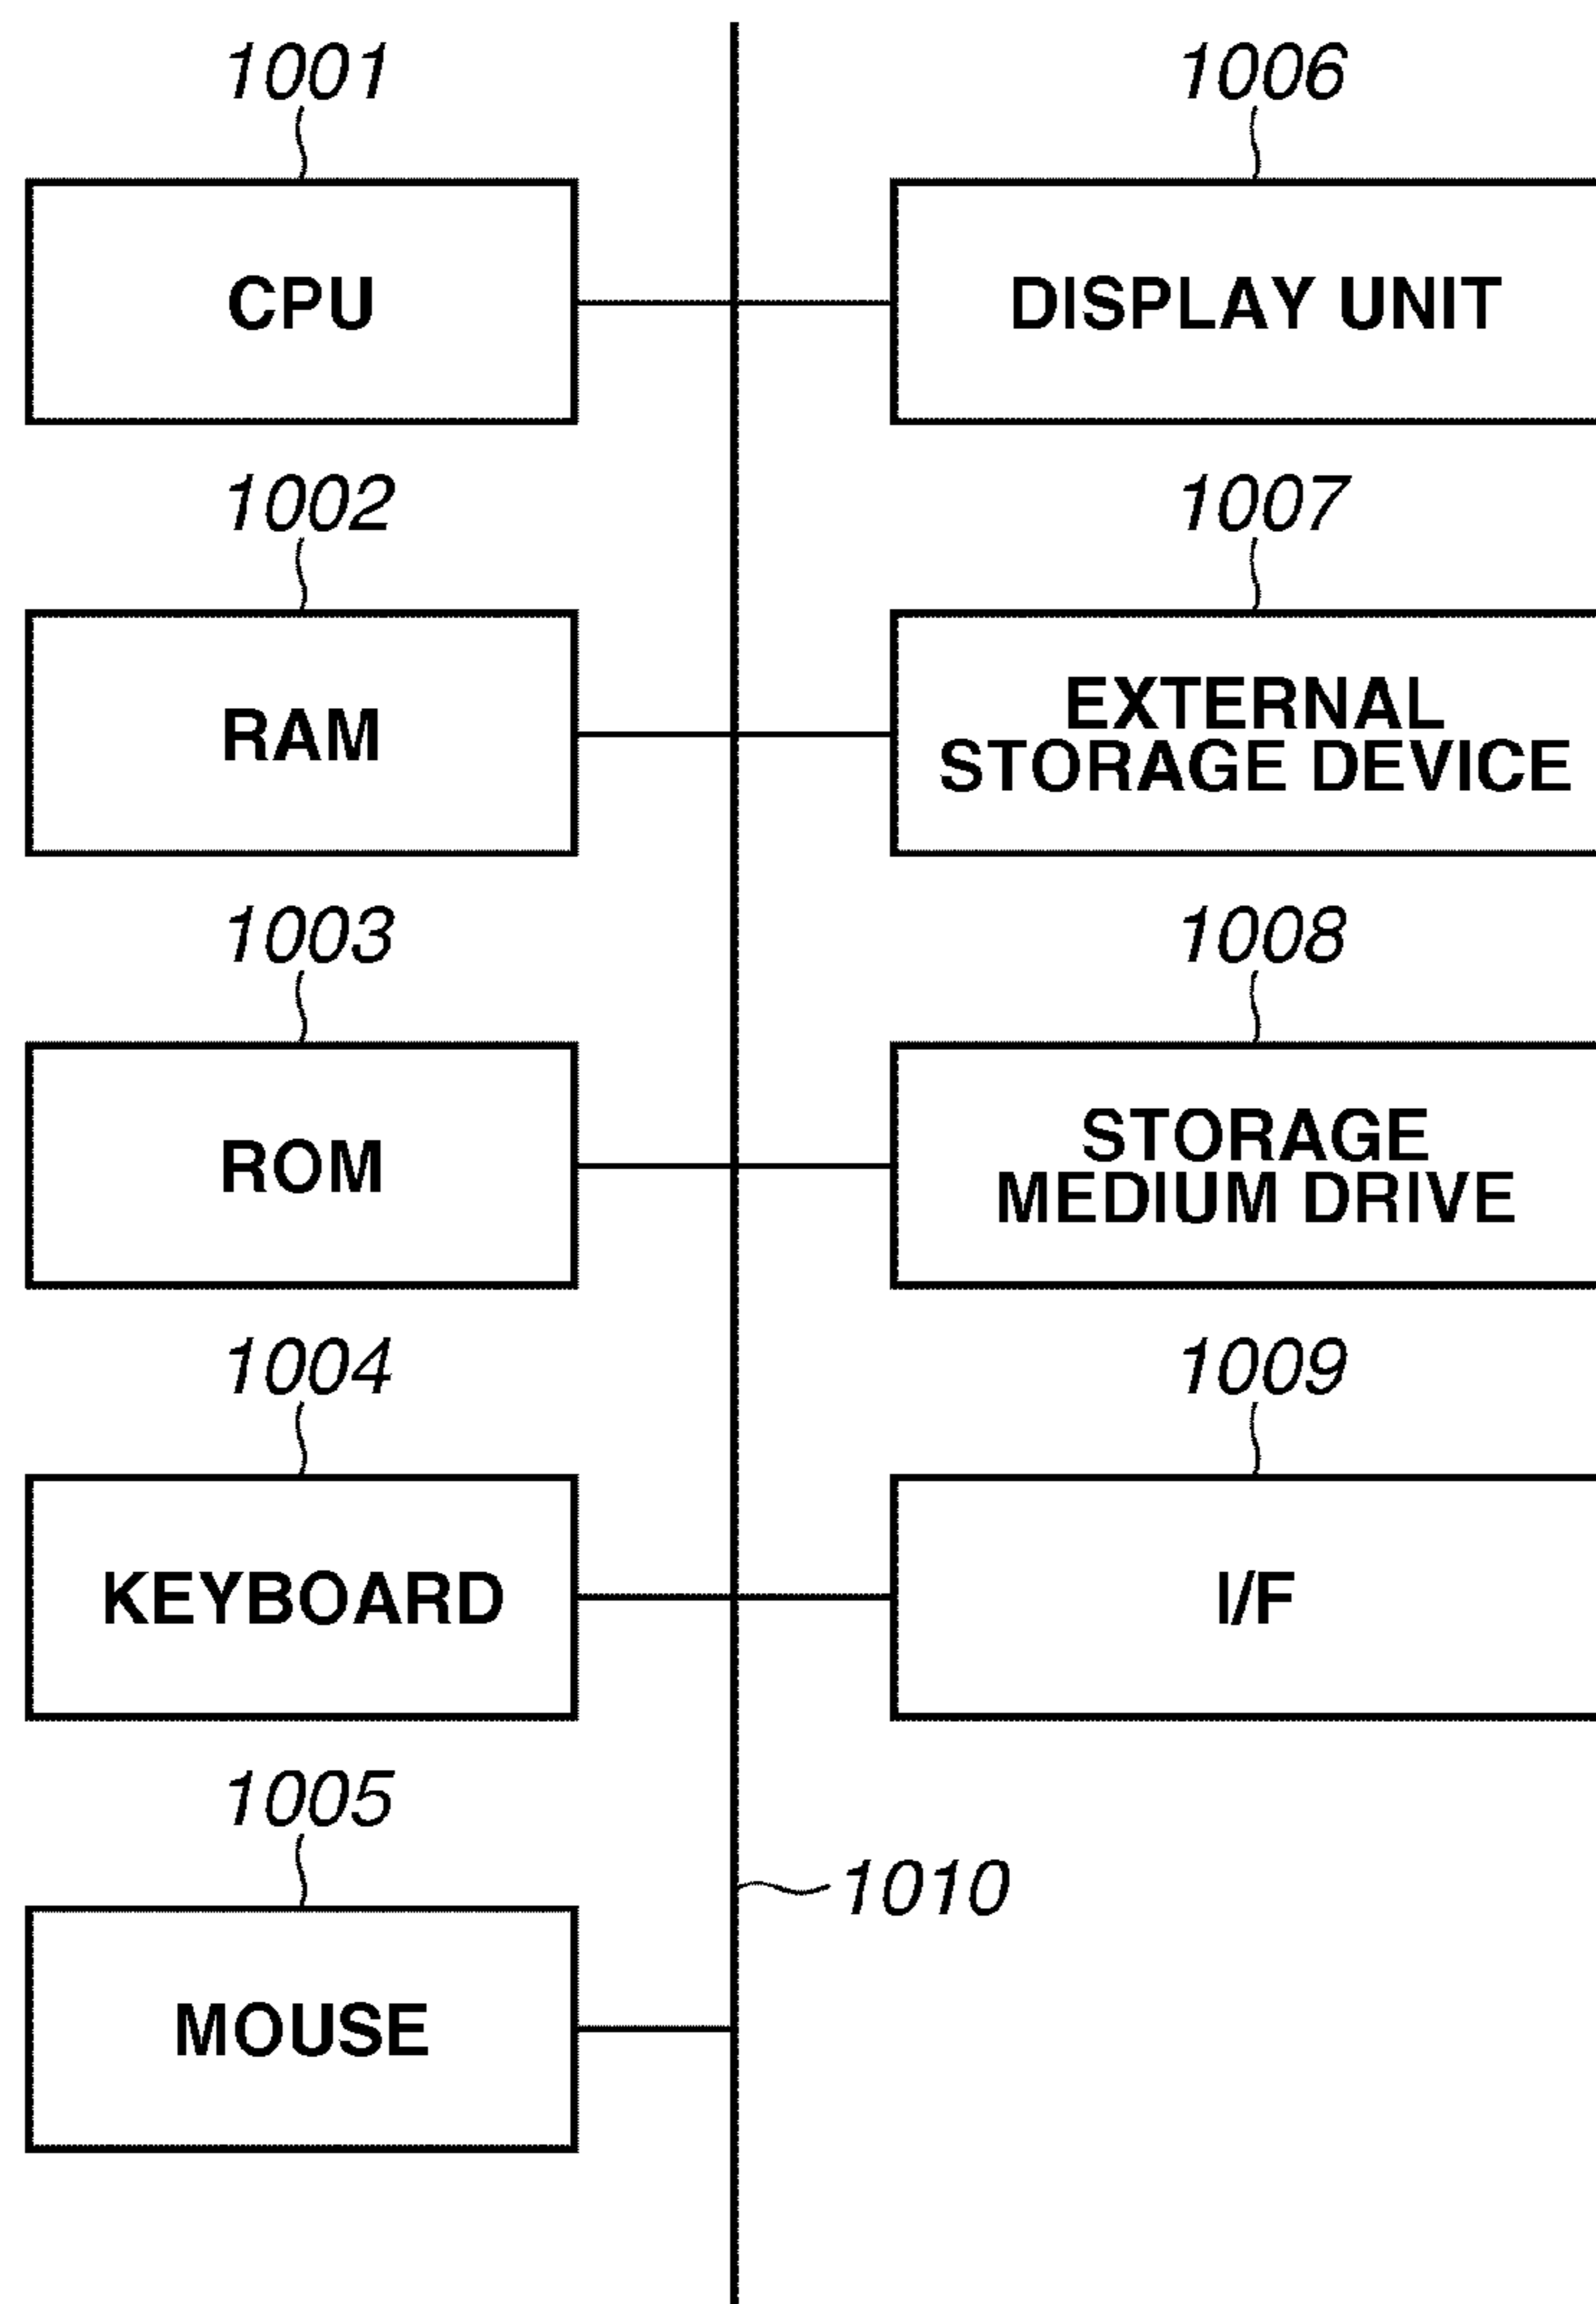 1001
CPU
1002
RAM
1003
ROM
1004
KEYBOARD
1005
MOUSE
1006
DISPLAY UNIT
1007
EXTERNAL
STORAGE DEVICE
1008
STORAGE
MEDIUM DRIVE
1009
I/F
1010